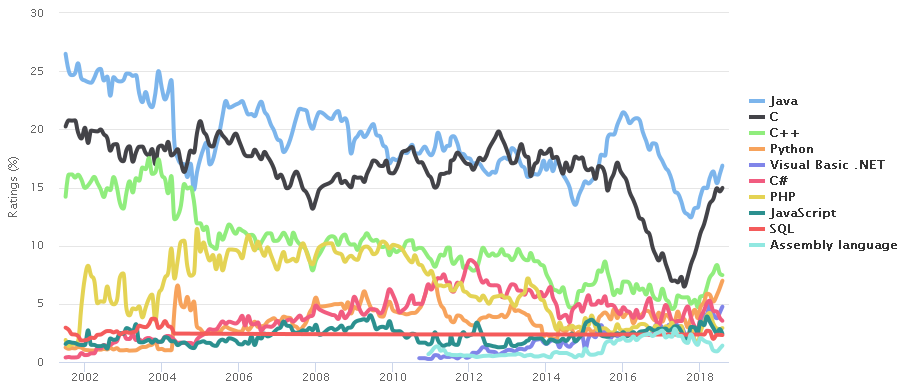 30
25
20
15
10
5
0
Ratings (%)
2002 2004 2006 2008 2010 2012 2014 2016 2018
Java
C
C++
Python
Visual Basic .NET
C#
PHP
JavaScript
SQL
Assembly language